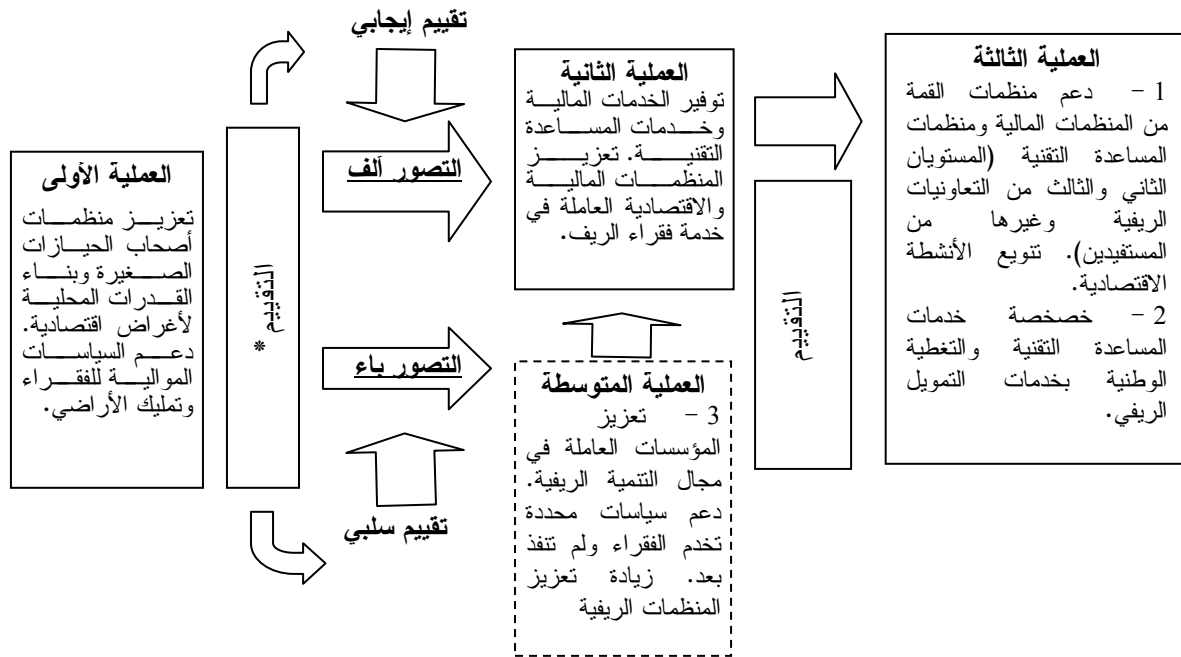 العملية الأولى
تعزيز منظمات
أصحاب الحيازات
الصغيرة وبناء
القدرات المحلية
لأغراض اقتصادية.
دعم السياسات
الموالية للفقراء
وتمليك الأراضي.
التقييم*
تقييم إيجابي
التصور ألف
التصور باء
تقييم سلبي
العملية الثانية
توفير الخدمات المالية
وخدمات المساعدة
التقنية. تعزيز
المنظمات المالية
والاقتصادية العاملة في
خدمة فقراء الريف.
العملية المتوسطة
3 – تعزيز
المؤسسات العاملة في
مجال التنمية الريفية.
دعم سياسات محددة
تخدم الفقراء ولم تنفذ
بعد. زيادة تعزيز
المنظمات الريفية
التقييم
العملية الثالثة
1 – دعم منظمات القمة
من المنظمات المالية ومنظمات
المساعدة التقنية (المستويان
الثاني والثالث من التعاونيات
الريفية وغيرها من
المستفيدين). تنويع الأنشطة
الاقتصادية.
2 – خصخصة خدمات
المساعدة التقنية والتغطية
الوطنية بخدمات التمويل
الريفي.